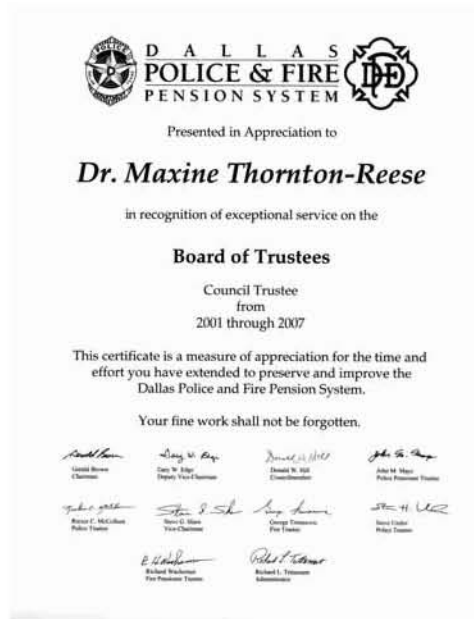 POLICE
DALLAS
POLICE & FIRE
PENSION SYSTEM
Presented in Appreciation to
Dr. Maxine Thornton-Reese
in recognition of exceptional service on the
Board of Trustees
Council Trustee
from
2001 through 2007
This certificate is a measure of appreciation for the time and
effort you have extended to preserve and improve the
Dallas Police and Fire Pension System.
Your fine work shall not be forgotten.
Gerald Brown
Chairman
Gary W. Edge
Deputy Vice-Chairman
Donald W. Hill
Councilmember
John M. Mays
Police Pensioner Trustee
McCollum
Police Trustee
Steve G. Shaw
Vice-Chairman
George Tomasovic
Fire Trustee
Steve
Police Trustee
Richard Wachsman
Fire Pensioner Trustee
Richard L. Tettamant
Administrator